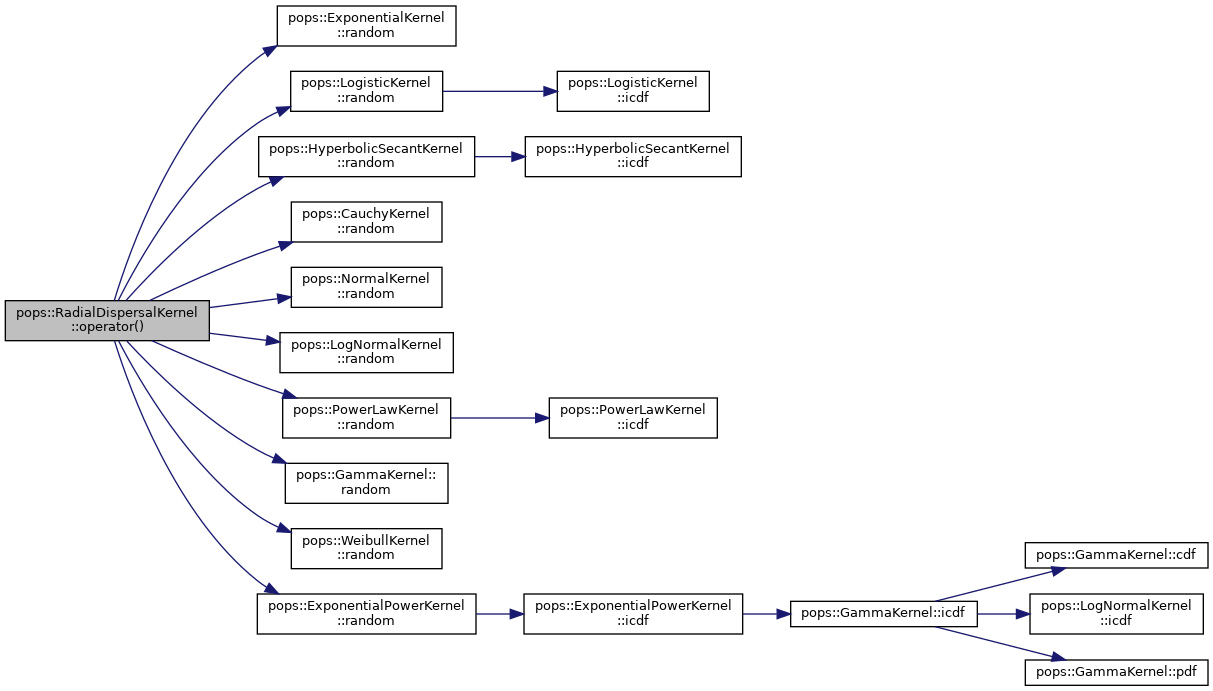 pops::ExponentialKernel
::random
pops::LogisticKernel
::random
pops::LogisticKernel
::icdf
pops::HyperbolicSecantKernel
::random
pops::HyperbolicSecantKernel
::icdf
pops::CauchyKernel
::random
pops::NormalKernel
::random
pops::RadialDispersalKernel
::operator()
pops::LogNormalKernel
::random
pops::PowerLawKernel
::random
pops::PowerLawKernel
::icdf
pops::GammaKernel::
random
pops::WeibullKernel
::random
pops::ExponentialPowerKernel
::random
pops::ExponentialPowerKernel
::icdf
pops::GammaKernel::icdf
pops::GammaKernel::cdf
pops::LogNormalKernel
::icdf
pops::GammaKernel::pdf